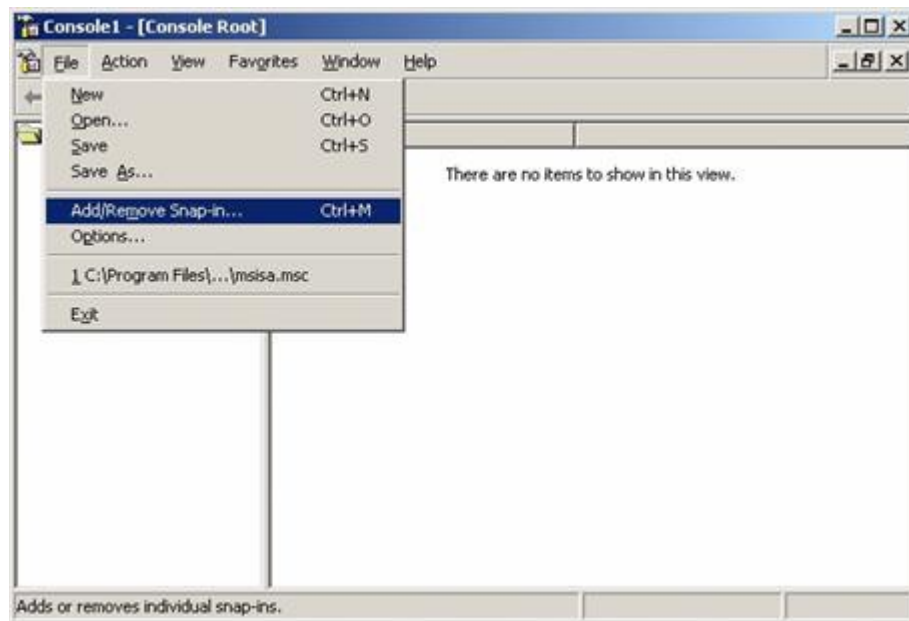 Console1 - [Console Root]
File Action View Favorites Window Help
New Ctrl+N
Open... Ctrl+O
Save Ctrl+S
Save As...
There are no items to show in this view.
Add/Remove Snap-in... Ctrl+M
Options...
1 C:\Program Files\...\msisa.msc
Exit
Adds or removes individual snap-ins.